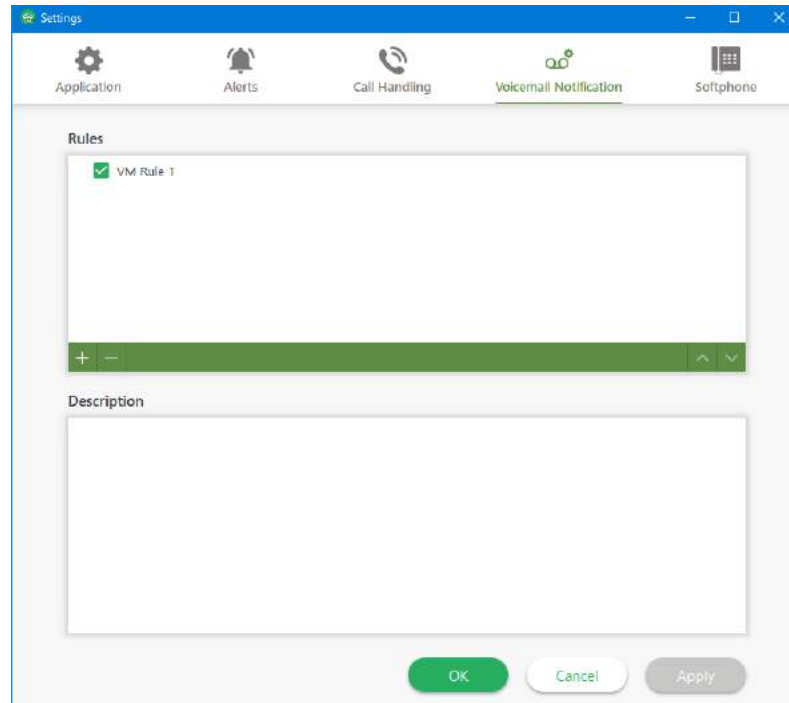 Settings
Application Alerts Call Handling Voicemail Notification Softphone
Rules
VM Rule 1
Description
OK Cancel Apply